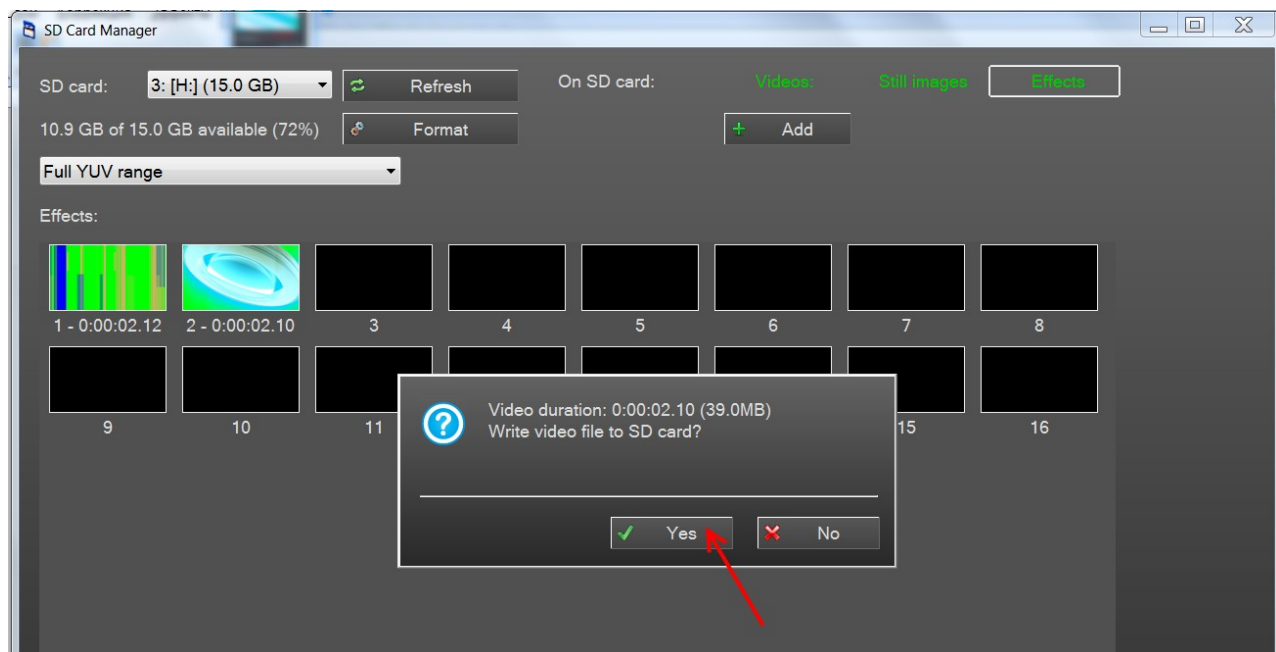 SD Card Manager
SD card: 3: [H:] (15.0 GB) Refresh On SD card: Videos: Still images Effects
10.9 GB of 15.0 GB available (72%) Format Add
Full YUV range
Effects:
1 - 0:00:02.12 2 - 0:00:02.10 3 4 5 6 7 8
9 10 11 15 16
Video duration: 0:00:02.10 (39.0MB)
Write video file to SD card?
Yes No